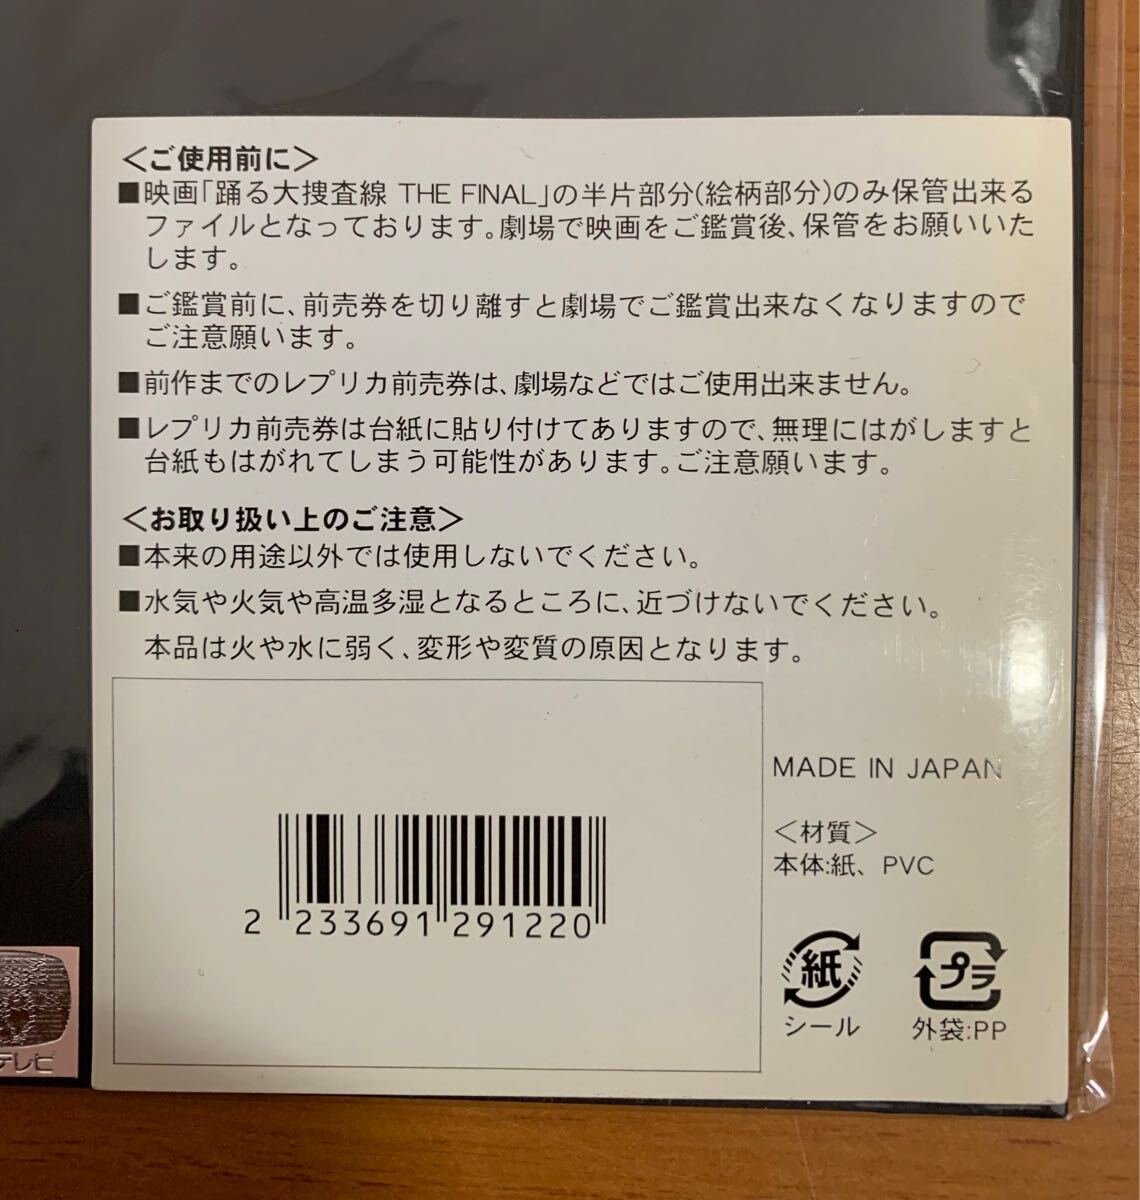 ＜ご使用前に＞
■映画｢踊る大捜査線 THE FINAL｣の半片部分(絵柄部分)のみ保管出来る
ファイルとなっております。劇場で映画をご鑑賞後、保管をお願いいた
します。
■ご鑑賞前に、前売券を切り離すと劇場でご鑑賞出来なくなりますので
ご注意願います。
■前作までのレプリカ前売券は、劇場などではご使用出来ません。
■レプリカ前売券は台紙に貼り付けてありますので、無理にはがしますと
台紙もはがれてしまう可能性があります。ご注意願います。
＜お取り扱い上のご注意＞
■本来の用途以外では使用しないでください。
■水気や火気や高温多湿となるところに、近づけないでください。
本品は火や水に弱く、変形や変質の原因となります。
2 233691 291220
MADE IN JAPAN
＜材質＞
本体:紙、PVC
紙
シール
プラ
外袋:PP
テレビ